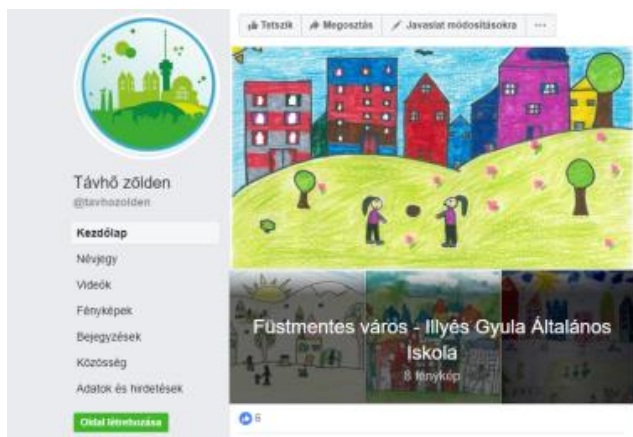 Tetszik Megosztás Javaslat módosításokra ...
Távhő zölden
@tavhozolden
Kezdőlap
Névjegy
Videók
Fényképek
Bejegyzések
Közösség
Adatok és hirdetések
Oldal létrehozása
Füstmentes város - Illyés Gyula Általános
Iskola
8 fénykép
6